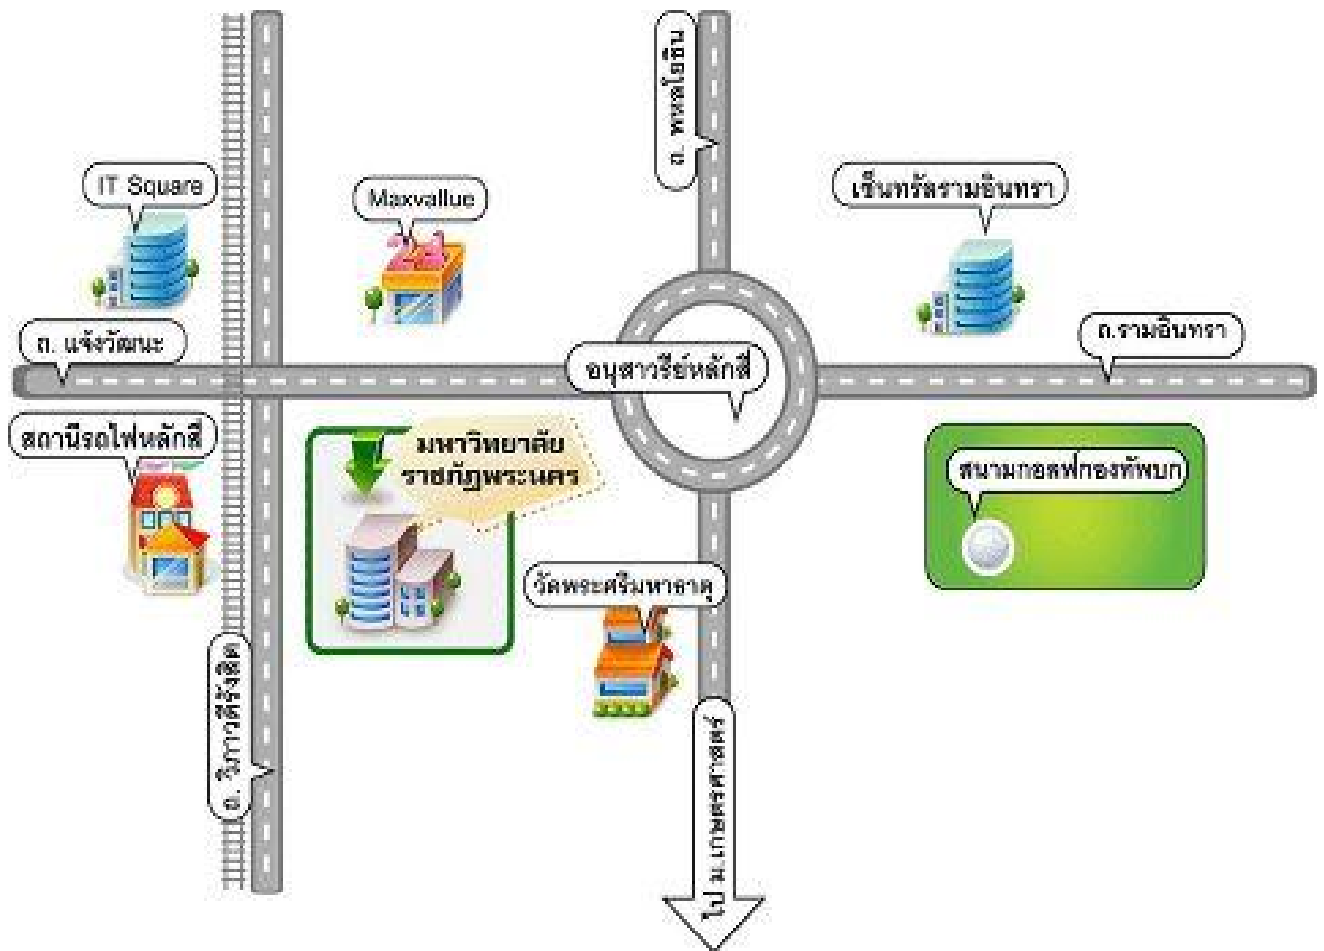 ถ. พหลโยธิน
IT Square
Maxvallue
24
เซ็นทรัลรามอินทรา
ถ. แจ้งวัฒนะ
อนุสาวรีย์หลักสี่
ถ.รามอินทรา
สถานีรถไฟหลักสี่
มหาวิทยาลัย
ราชภัฏพระนคร
สนามกอล์ฟกองทัพบก
วัดพระศรีมหาธาตุ
ถ. วิภาวดีรังสิต
ไป ม.เกษตรศาสตร์